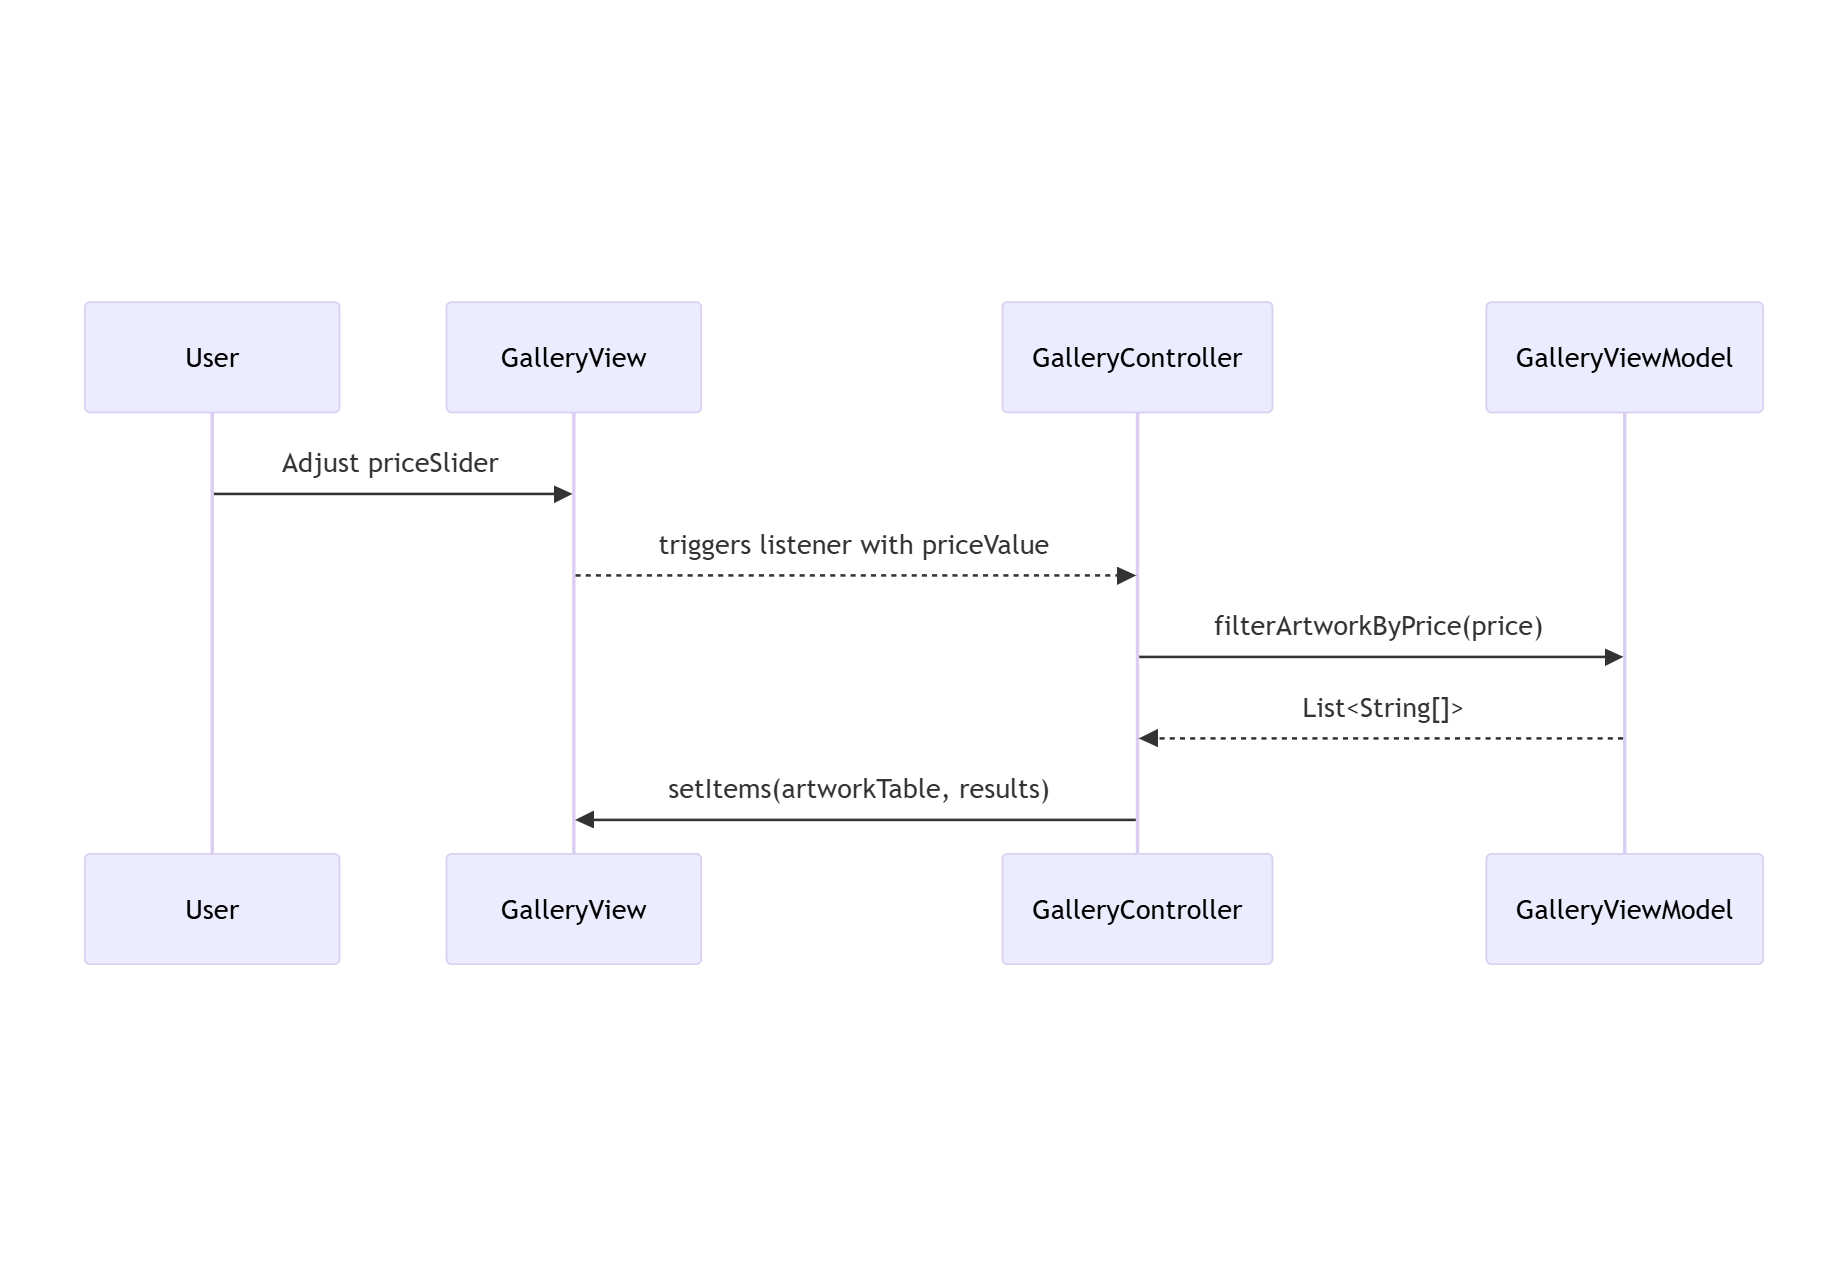 User
GalleryView
GalleryController
GalleryViewModel
Adjust priceSlider
triggers listener with priceValue
filterArtworkByPrice(price)
List<String[]>
setItems(artworkTable, results)
User
GalleryView
GalleryController
GalleryViewModel